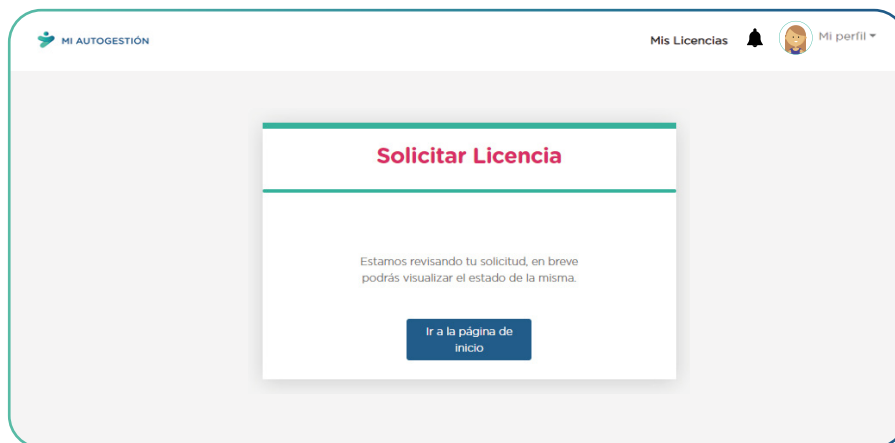 MI AUTOGESTIÓN
Mis Licencias
Mi perfil
Solicitar Licencia
Estamos revisando tu solicitud, en breve
podrás visualizar el estado de la misma.
Ir a la página de
inicio